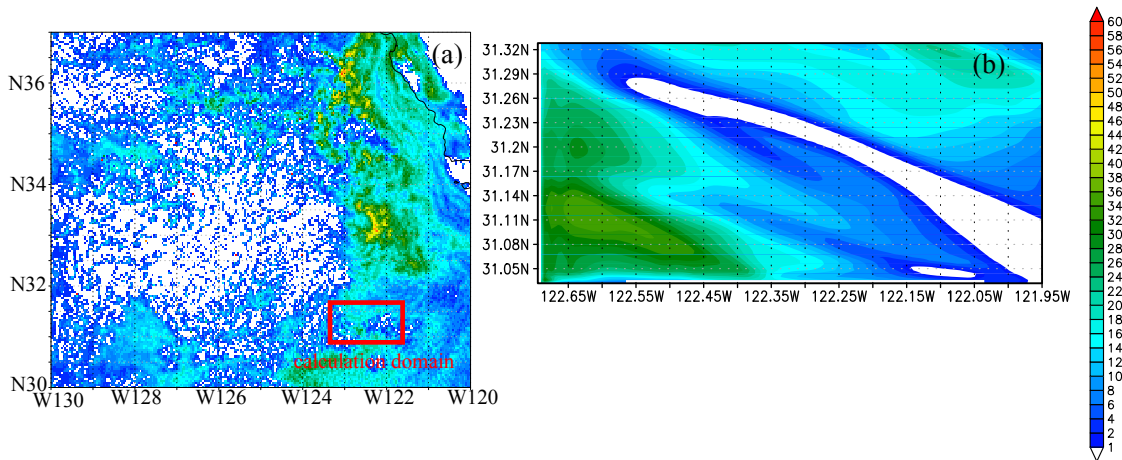 (a)
N36
N34
N32
N30
W130
W128
W126
W124
W122
W120
calculation domain
(b)
31.32N
31.29N
31.26N
31.23N
31.2N
31.17N
31.14N
31.11N
31.08N
31.05N
122.65W
122.55W
122.45W
122.35W
122.25W
122.15W
122.05W
121.95W
60
58
56
54
52
50
48
46
44
42
40
38
36
34
32
30
28
26
24
22
20
18
16
14
12
10
8
6
4
2
1